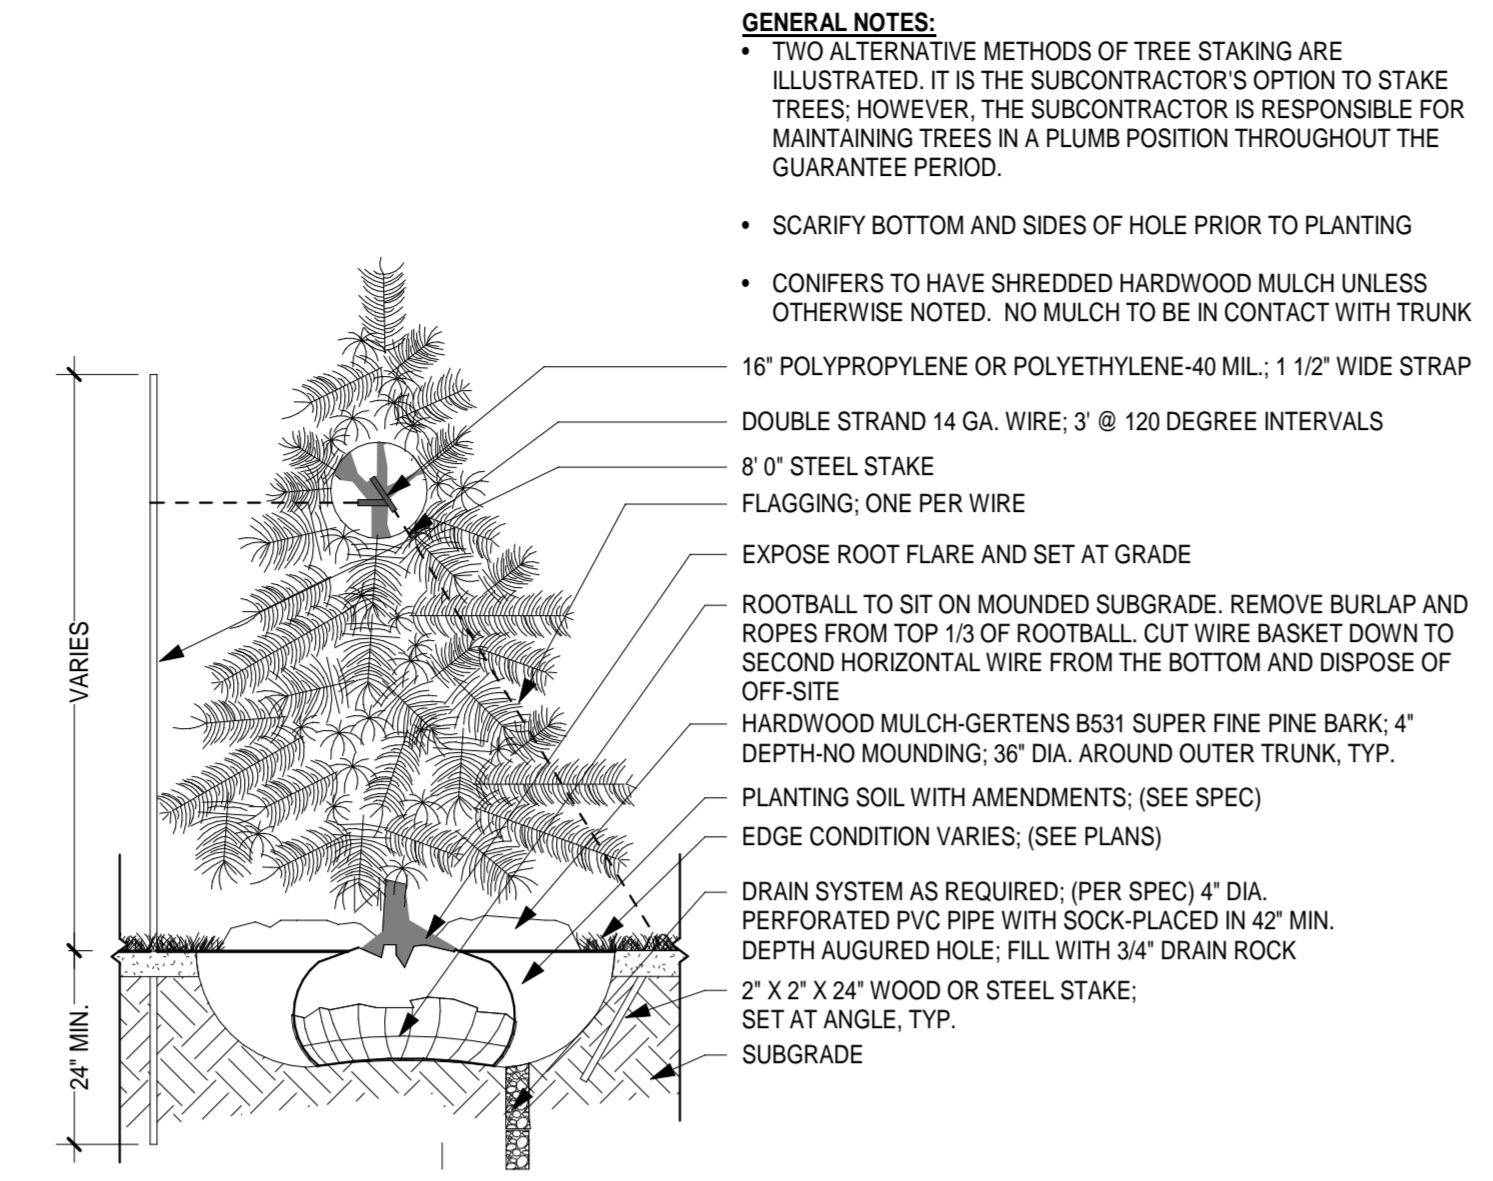 GENERAL NOTES:
• TWO ALTERNATIVE METHODS OF TREE STAKING ARE
ILLUSTRATED. IT IS THE SUBCONTRACTOR'S OPTION TO STAKE
TREES; HOWEVER, THE SUBCONTRACTOR IS RESPONSIBLE FOR
MAINTAINING TREES IN A PLUMB POSITION THROUGHOUT THE
GUARANTEE PERIOD.
• SCARIFY BOTTOM AND SIDES OF HOLE PRIOR TO PLANTING
• CONIFERS TO HAVE SHREDDED HARDWOOD MULCH UNLESS
OTHERWISE NOTED. NO MULCH TO BE IN CONTACT WITH TRUNK
16" POLYPROPYLENE OR POLYETHYLENE-40 MIL.; 1 1/2" WIDE STRAP
DOUBLE STRAND 14 GA. WIRE; 3' @ 120 DEGREE INTERVALS
8' 0" STEEL STAKE
FLAGGING; ONE PER WIRE
EXPOSE ROOT FLARE AND SET AT GRADE
ROOTBALL TO SIT ON MOUNDED SUBGRADE. REMOVE BURLAP AND
ROPES FROM TOP 1/3 OF ROOTBALL. CUT WIRE BASKET DOWN TO
SECOND HORIZONTAL WIRE FROM THE BOTTOM AND DISPOSE OF
OFF-SITE
HARDWOOD MULCH-GERTENS B531 SUPER FINE PINE BARK; 4"
DEPTH-NO MOUNDING; 36" DIA. AROUND OUTER TRUNK, TYP.
PLANTING SOIL WITH AMENDMENTS; (SEE SPEC)
EDGE CONDITION VARIES; (SEE PLANS)
DRAIN SYSTEM AS REQUIRED; (PER SPEC) 4" DIA.
PERFORATED PVC PIPE WITH SOCK-PLACED IN 42" MIN.
DEPTH AUGURED HOLE; FILL WITH 3/4" DRAIN ROCK
2" X 2" X 24" WOOD OR STEEL STAKE;
SET AT ANGLE, TYP.
SUBGRADE
VARIES
24" MIN.